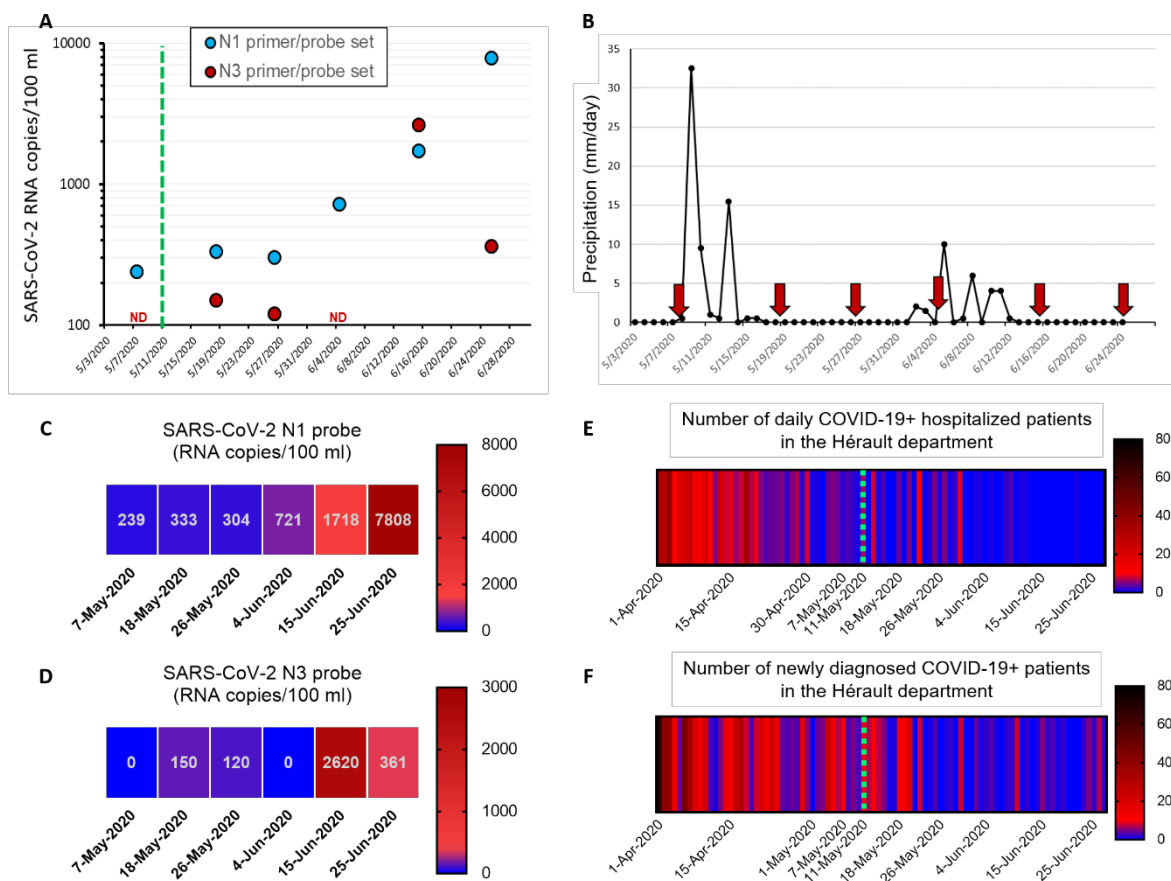 A
N1 primer/probe set
N3 primer/probe set
SARS-CoV-2 RNA copies/100 ml
10000
1000
100
ND
ND
5/3/2020
5/7/2020
5/11/2020
5/15/2020
5/19/2020
5/23/2020
5/27/2020
5/31/2020
6/4/2020
6/8/2020
6/12/2020
6/16/2020
6/20/2020
6/24/2020
6/28/2020
B
Precipitation (mm/day)
35
30
25
20
15
10
5
0
5/3/2020
5/7/2020
5/11/2020
5/15/2020
5/19/2020
5/23/2020
5/27/2020
5/31/2020
6/4/2020
6/8/2020
6/12/2020
6/16/2020
6/20/2020
6/24/2020
C
SARS-CoV-2 N1 probe
(RNA copies/100 ml)
239 333 304 721 1718 7808
7-May-2020
18-May-2020
26-May-2020
4-Jun-2020
15-Jun-2020
25-Jun-2020
8000
6000
4000
2000
0
D
SARS-CoV-2 N3 probe
(RNA copies/100 ml)
0 150 120 0 2620 361
7-May-2020
18-May-2020
26-May-2020
4-Jun-2020
15-Jun-2020
25-Jun-2020
3000
2000
1000
0
E
Number of daily COVID-19+ hospitalized patients
in the Hérault department
1-Apr-2020
15-Apr-2020
30-Apr-2020
7-May-2020
11-May-2020
18-May-2020
26-May-2020
4-Jun-2020
15-Jun-2020
25-Jun-2020
80
60
40
20
0
F
Number of newly diagnosed COVID-19+ patients
in the Hérault department
1-Apr-2020
15-Apr-2020
1-May-2020
7-May-2020
11-May-2020
18-May-2020
26-May-2020
4-Jun-2020
15-Jun-2020
25-Jun-2020
80
60
40
20
0